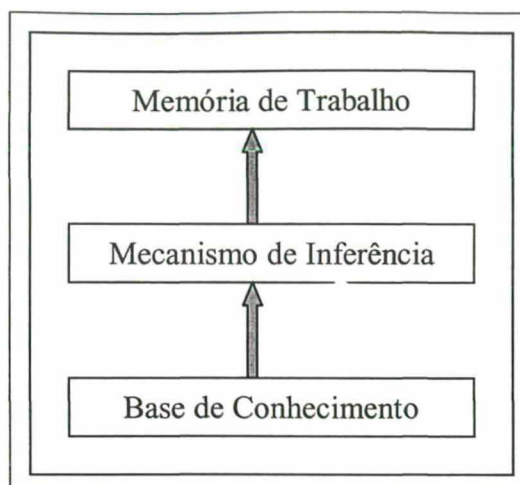 Memória de Trabalho
Mecanismo de Inferência
Base de Conhecimento